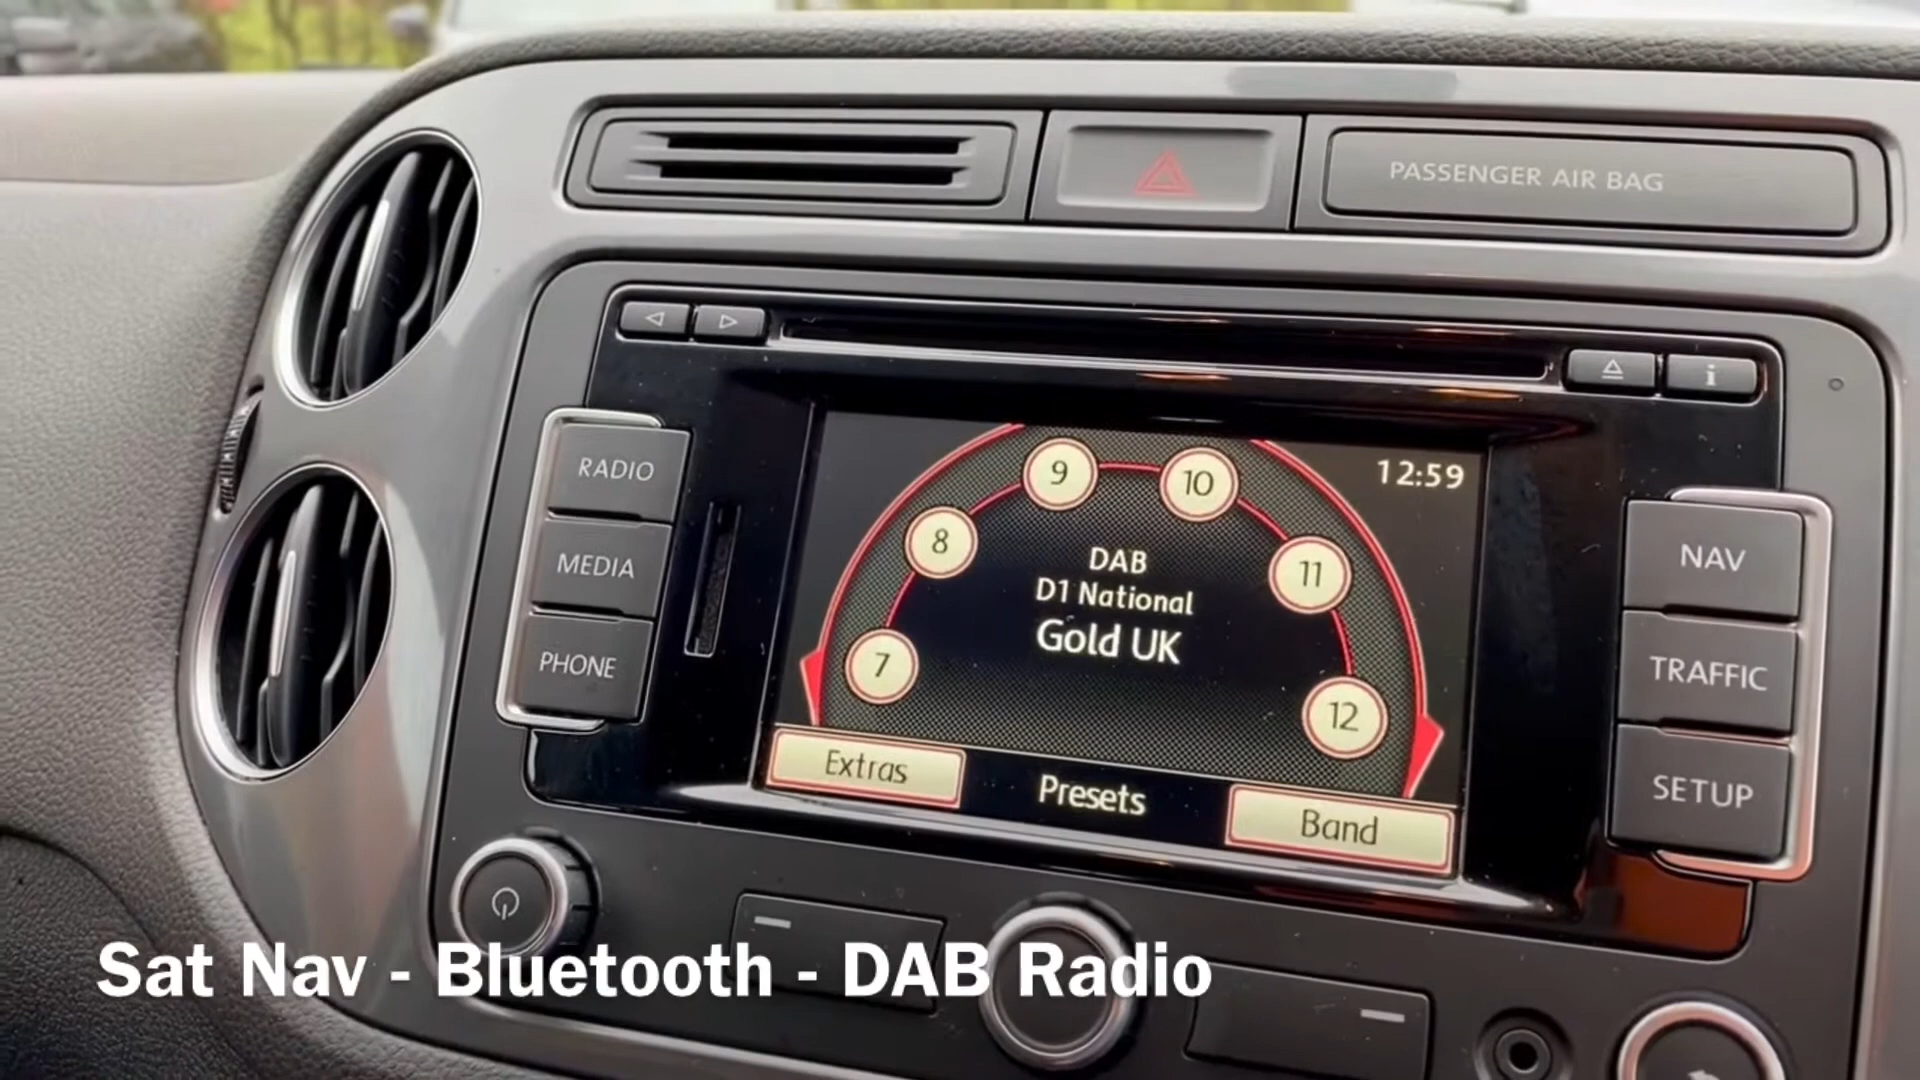 PASSENGER AIR BAG
i
RADIO
MEDIA
PHONE
12:59
9
10
8
11
7
12
DAB
D1 National
Gold UK
Extras
Presets
Band
NAV
TRAFFIC
SETUP
Sat Nav - Bluetooth - DAB Radio